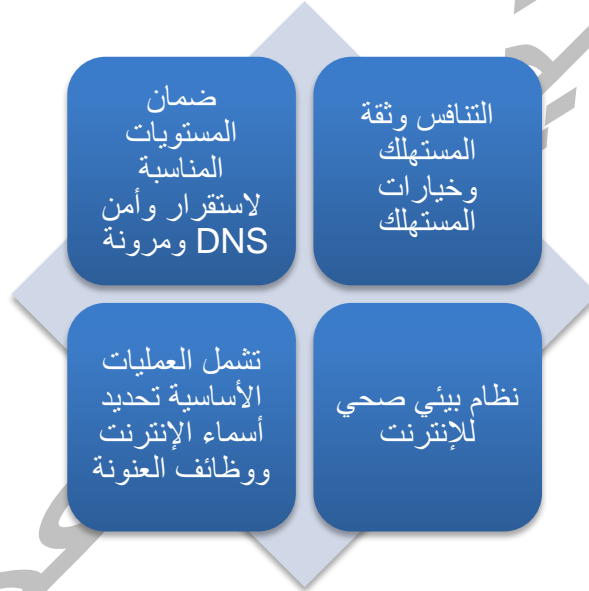 التنافس وثقة
المستهلك
وخيارات
المستهلك
ضمان
المستويات
المناسبة
لاستقرار وأمن
ومرونة DNS
نظام بيئي صحي
للإنترنت
تشمل العمليات
الأساسية تحديد
أسماء الإنترنت
ووظائف العنونة